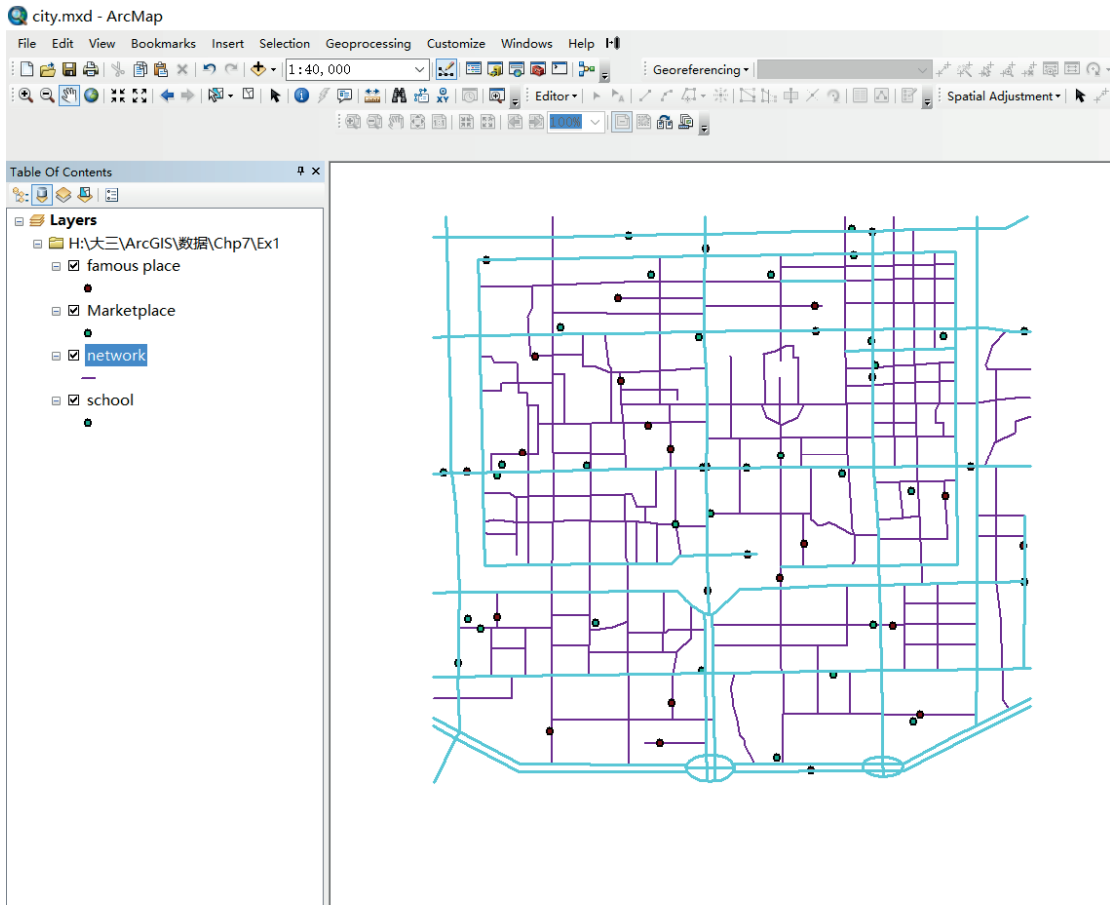 city.mxd - ArcMap
File Edit View Bookmarks Insert Selection Geoprocessing Customize Windows Help
1:40,000 Georeferencing
Editor Spatial Adjustment
100%
Table Of Contents
Layers
H:\大三\ArcGIS\数据\Chp7\Ex1
famous place
Marketplace
network
school